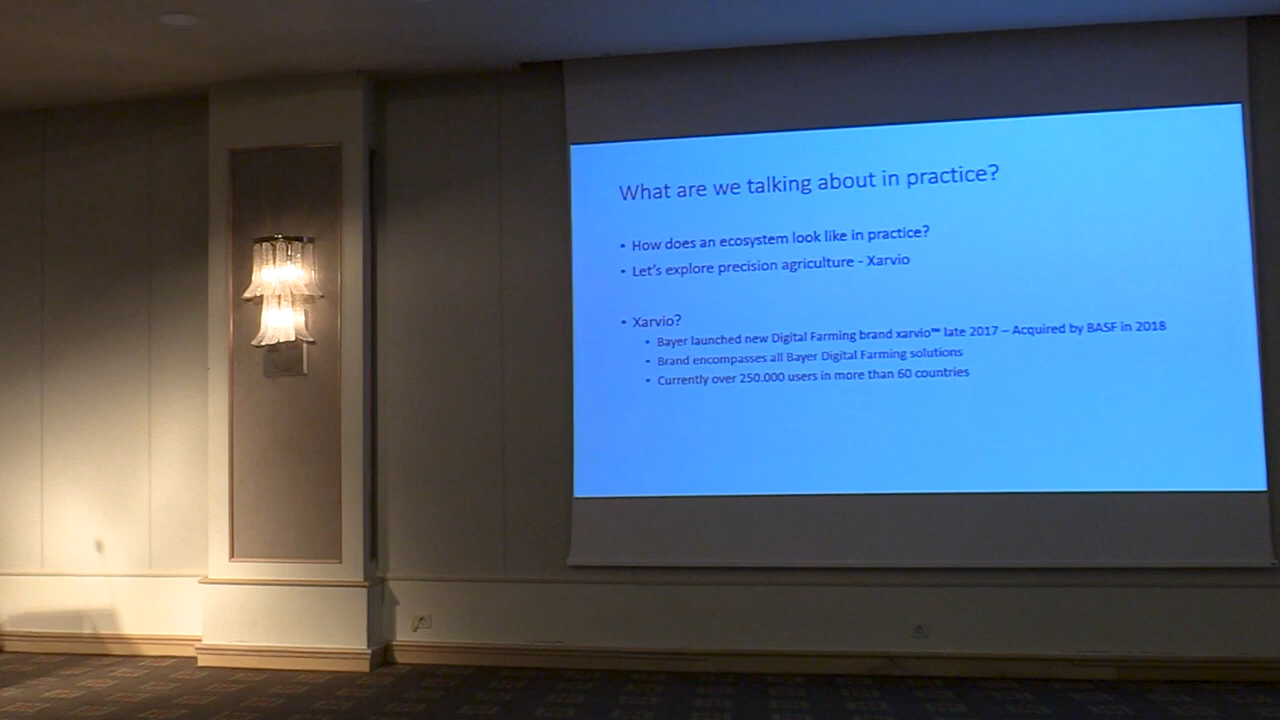 What are we talking about in practice?
• How does an ecosystem look like in practice?
• Let's explore precision agriculture - Xarvio
• Xarvio?
• Bayer launched new Digital Farming brand xarvio™ late 2017 – Acquired by BASF in 2018
• Brand encompasses all Bayer Digital Farming solutions
• Currently over 250.000 users in more than 60 countries